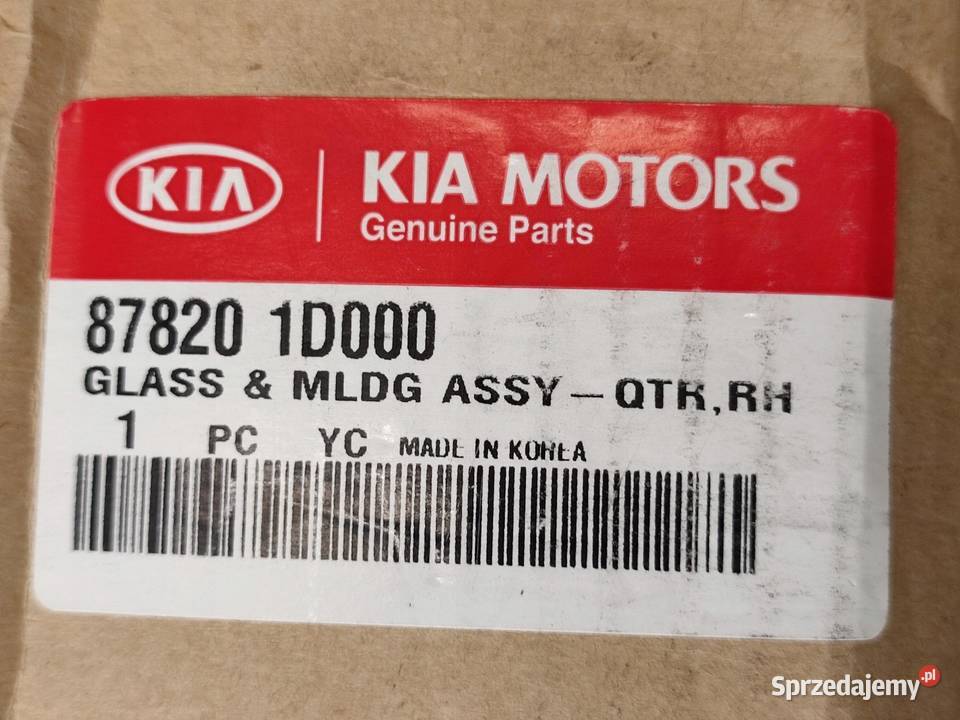 KIA
KIA MOTORS
Genuine Parts
87820 1D000
GLASS & MLDG ASSY-QTR,RH
1 PC YC MADE IN KOREA
Sprzedajemy.pl